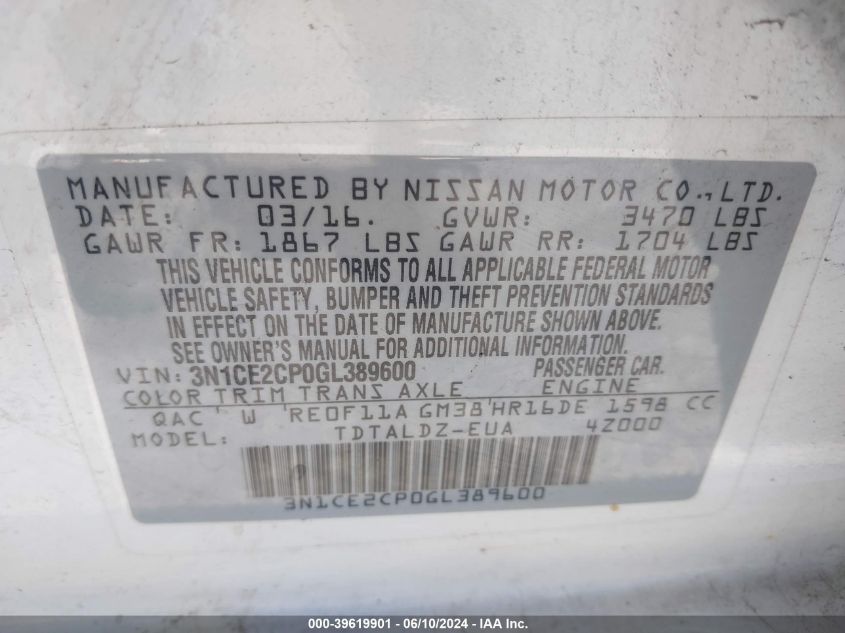 MANUFACTURED BY NISSAN MOTOR CO., LTD.
DATE: 03/16. GVWR: 3470 LBS
GAWR FR: 1867 LBS GAWR RR: 1704 LBS
THIS VEHICLE CONFORMS TO ALL APPLICABLE FEDERAL MOTOR
VEHICLE SAFETY, BUMPER AND THEFT PREVENTION STANDARDS
IN EFFECT ON THE DATE OF MANUFACTURE SHOWN ABOVE.
SEE OWNER'S MANUAL FOR ADDITIONAL INFORMATION.
VIN: 3N1CE2CP0GL389600 PASSENGER CAR.
COLOR TRIM TRANS AXLE ENGINE
QAC W RE0F11A GM38 HR16DE 1598 CC
MODEL: TDTALDZ-EUA 4Z000
3N1CE2CP0GL389600
000-39619901 - 06/10/2024 - IAA Inc.